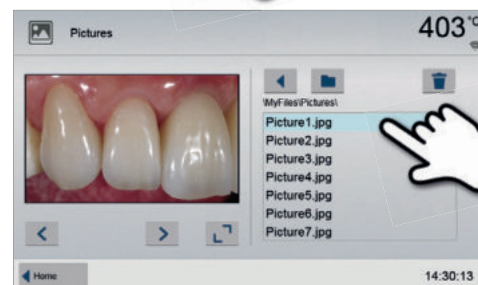 Pictures
403 °C
\MyFiles\Pictures\
Picture1.jpg
Picture2.jpg
Picture3.jpg
Picture4.jpg
Picture5.jpg
Picture6.jpg
Picture7.jpg
Home
14:30:13